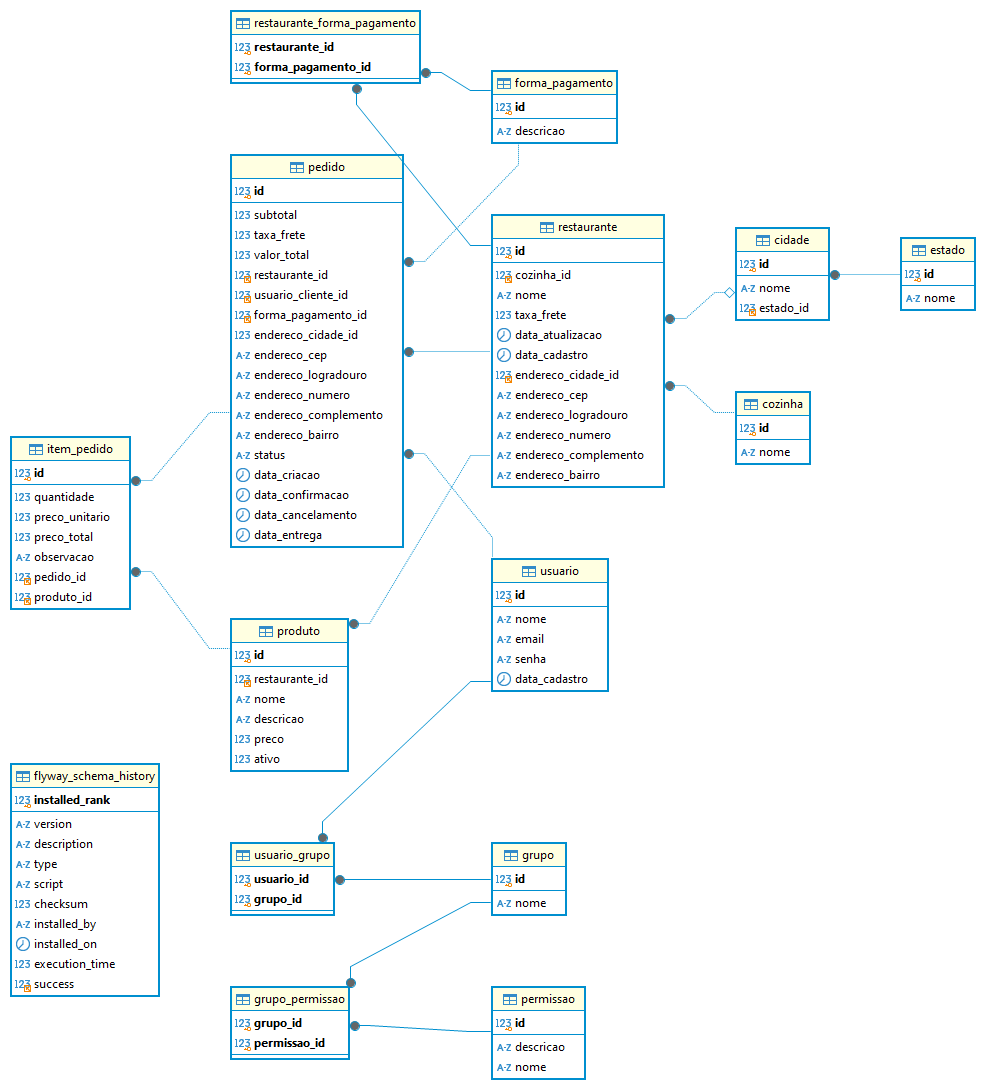 restaurante_forma_pagamento
123 restaurante_id
123 forma_pagamento_id
forma_pagamento
123 id
A-Z descricao
pedido
123 id
123 subtotal
123 taxa_frete
123 valor_total
123 restaurante_id
123 usuario_cliente_id
123 forma_pagamento_id
123 endereco_cidade_id
A-Z endereco_cep
A-Z endereco_logradouro
A-Z endereco_numero
A-Z endereco_complemento
A-Z endereco_bairro
A-Z status
data_criacao
data_confirmacao
data_cancelamento
data_entrega
restaurante
123 id
123 cozinha_id
A-Z nome
123 taxa_frete
data_atualizacao
data_cadastro
123 endereco_cidade_id
A-Z endereco_cep
A-Z endereco_logradouro
A-Z endereco_numero
A-Z endereco_complemento
A-Z endereco_bairro
cidade
123 id
A-Z nome
123 estado_id
estado
123 id
A-Z nome
cozinha
123 id
A-Z nome
item_pedido
123 id
123 quantidade
123 preco_unitario
123 preco_total
A-Z observacao
123 pedido_id
123 produto_id
usuario
123 id
A-Z nome
A-Z email
A-Z senha
data_cadastro
produto
123 id
123 restaurante_id
A-Z nome
A-Z descricao
123 preco
123 ativo
flyway_schema_history
123 installed_rank
A-Z version
A-Z description
A-Z type
A-Z script
123 checksum
A-Z installed_by
installed_on
123 execution_time
123 success
usuario_grupo
123 usuario_id
123 grupo_id
grupo
123 id
A-Z nome
grupo_permissao
123 grupo_id
123 permissao_id
permissao
123 id
A-Z descricao
A-Z nome